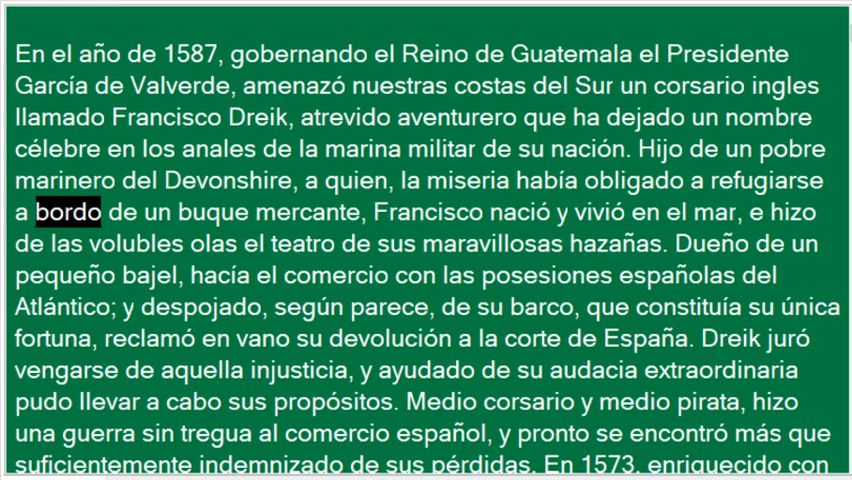 En el año de 1587, gobernando el Reino de Guatemala el Presidente
García de Valverde, amenazó nuestras costas del Sur un corsario ingles
llamado Francisco Dreik, atrevido aventurero que ha dejado un nombre
célebre en los anales de la marina militar de su nación. Hijo de un pobre
marinero del Devonshire, a quien, la miseria había obligado a refugiarse
a bordo de un buque mercante, Francisco nació y vivió en el mar, e hizo
de las volubles olas el teatro de sus maravillosas hazañas. Dueño de un
pequeño bajel, hacía el comercio con las posesiones españolas del
Atlántico; y despojado, según parece, de su barco, que constituía su única
fortuna, reclamó en vano su devolución a la corte de España. Dreik juró
vengarse de aquella injusticia, y ayudado de su audacia extraordinaria
pudo llevar a cabo sus propósitos. Medio corsario y medio pirata, hizo
una guerra sin tregua al comercio español, y pronto se encontró más que
suficientemente indemnizado de sus pérdidas. En 1573, enriquecido con